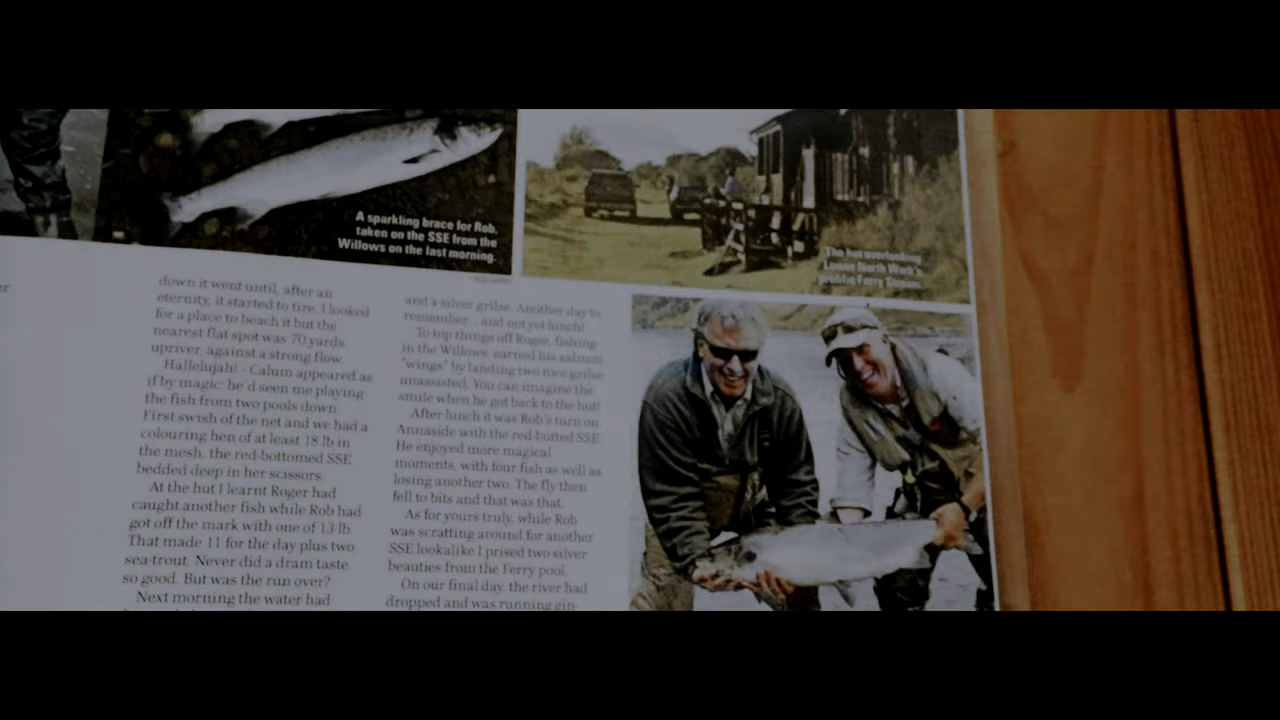 A sparkling brace for Rob,
taken on the SSE from the
Willows on the last morning.
The hut overlooking
Lower North Wark's
prolific Ferry Stream.
er
down it went until, after an
eternity, it started to tire. I looked
for a place to beach it but the
nearest flat spot was 70 yards
upriver, against a strong flow.
Hallelujah! - Calum appeared as
if by magic: he'd seen me playing
the fish from two pools down.
First swish of the net and we had a
colouring hen of at least 18 lb in
the mesh, the red-bottomed SSE
bedded deep in her scissors.
At the hut I learnt Roger had
caught another fish while Rob had
got off the mark with one of 13 lb.
That made 11 for the day plus two
sea-trout. Never did a dram taste
so good. But was the run over?
Next morning the water had
and a silver grilse. Another day to
remember... and not yet lunch!
To top things off Roger, fishing
in the Willows, earned his salmon
"wings" by landing two nice grilse
unassisted. You can imagine the
smile when he got back to the hut!
After lunch it was Rob's turn on
Annaside with the red-butted SSE.
He enjoyed more magical
moments, with four fish as well as
losing another two. The fly then
fell to bits and that was that.
As for yours truly, while Rob
was scratting around for another
SSE lookalike I prised two silver
beauties from the Ferry pool.
On our final day, the river had
dropped and was running gin-